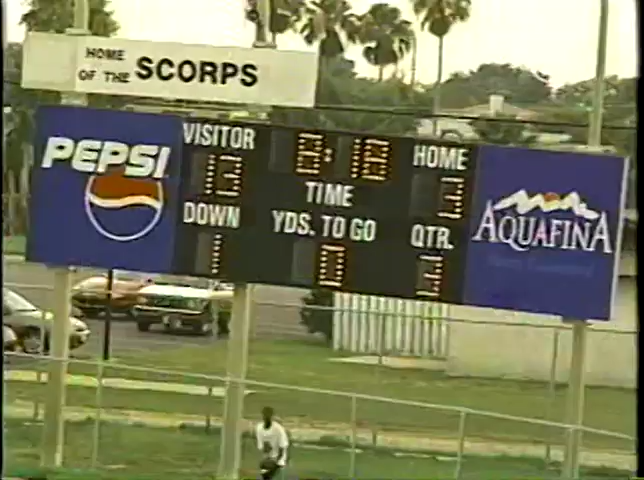 HOME
OF THE SCORPS
PEPSI
VISITOR
8:18
HOME
13
TIME
3
DOWN
YDS. TO GO
QTR.
1
0
AQUAFINA